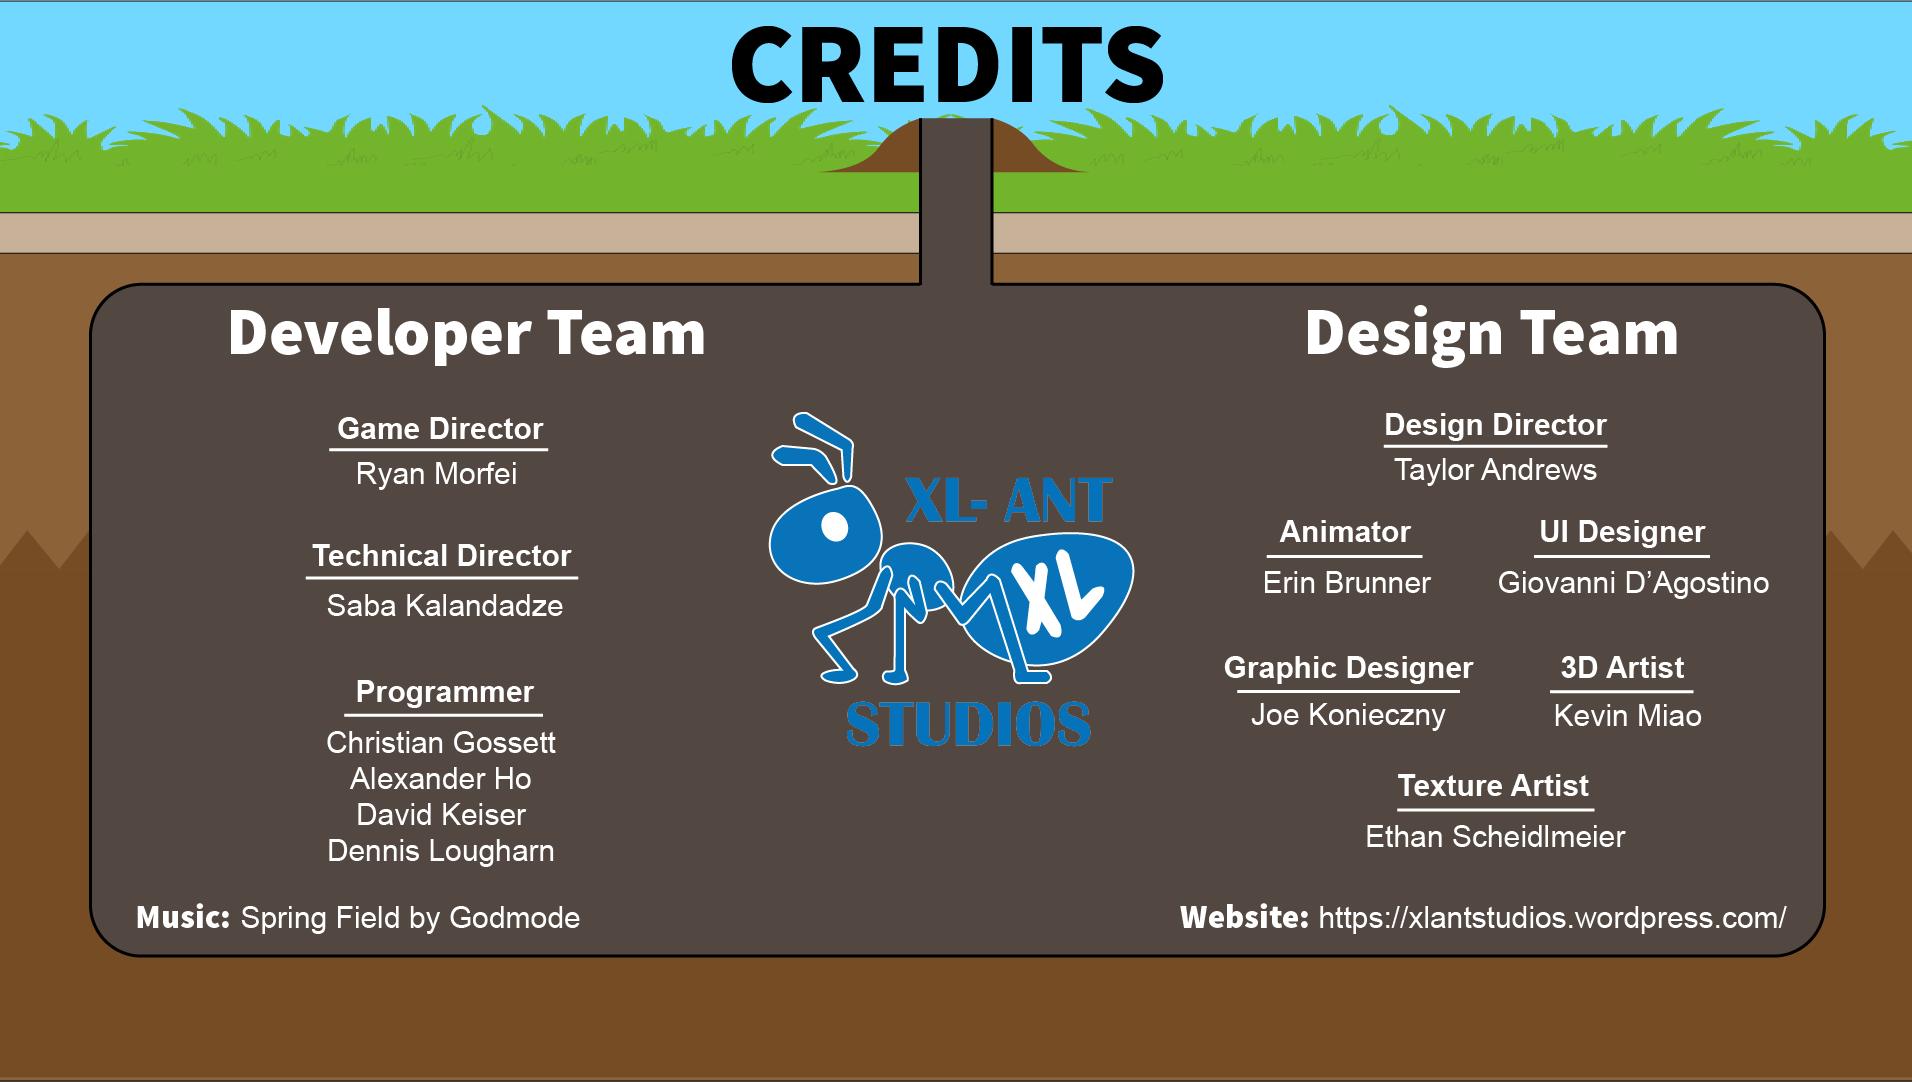 CREDITS
Developer Team
Game Director
Ryan Morfei
Technical Director
Saba Kalandadze
Programmer
Christian Gossett
Alexander Ho
David Keiser
Dennis Lougharn
Music: Spring Field by Godmode
XL- ANT
XL
STUDIOS
Design Team
Design Director
Taylor Andrews
Animator
Erin Brunner
UI Designer
Giovanni D’Agostino
Graphic Designer
Joe Konieczny
3D Artist
Kevin Miao
Texture Artist
Ethan Scheidlmeier
Website: https://xlantstudios.wordpress.com/